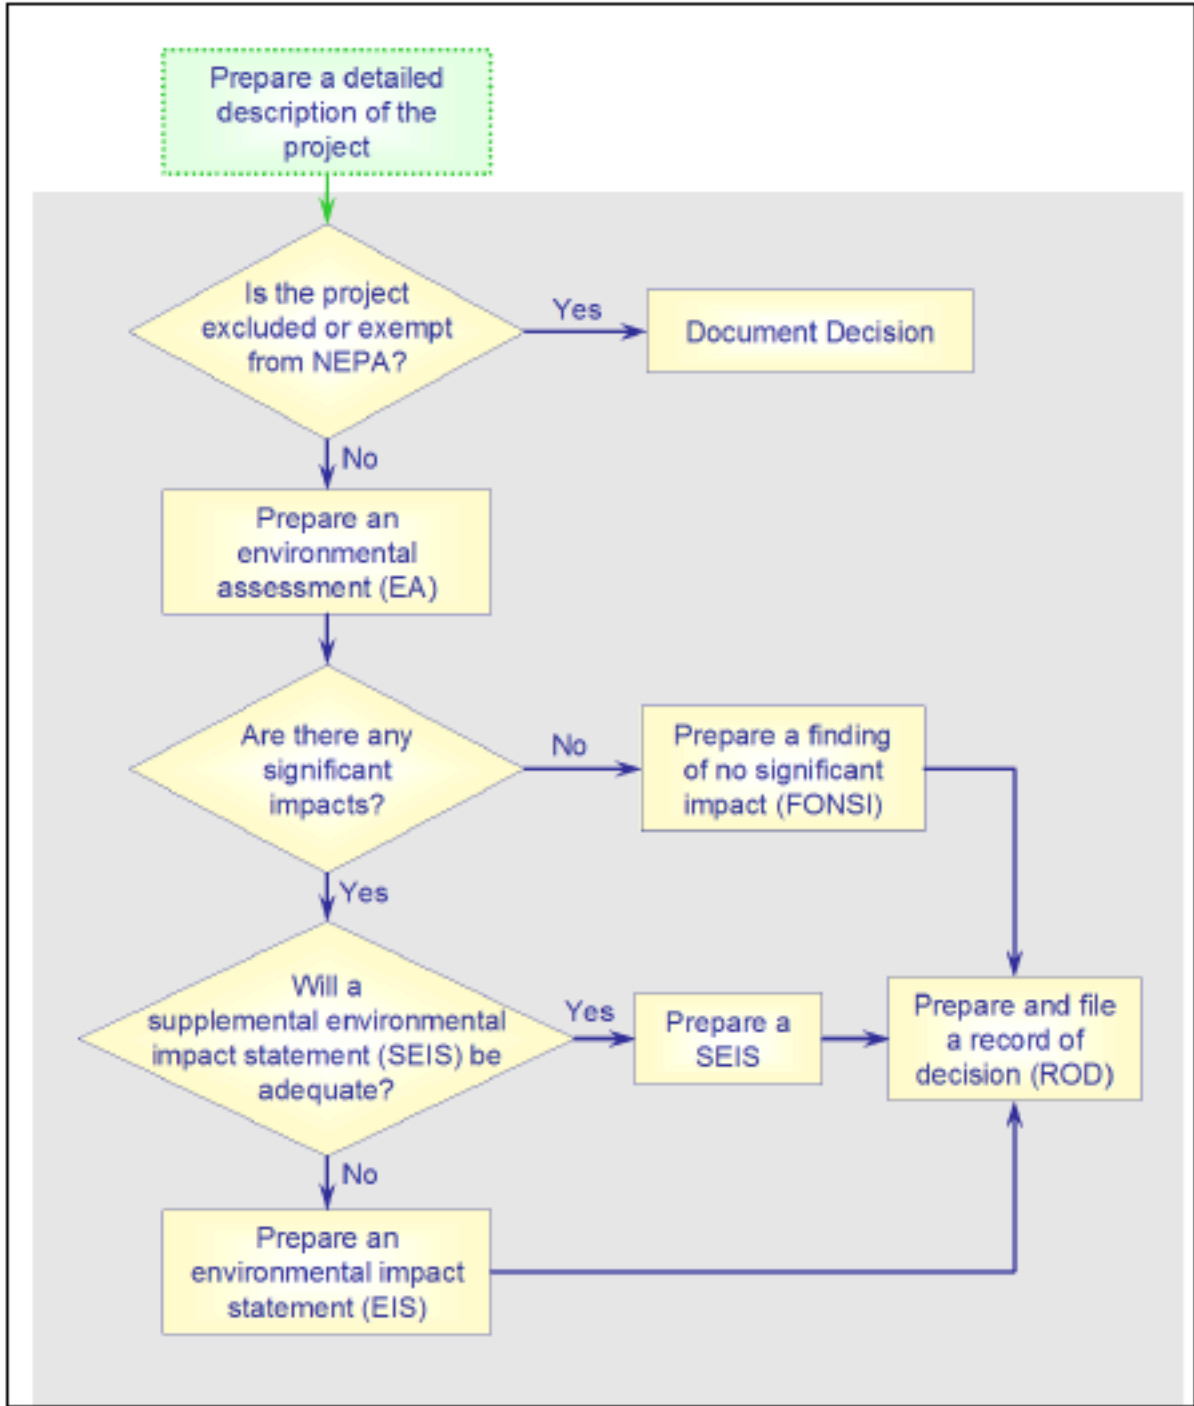 Prepare a detailed
description of the
project
Is the project
excluded or exempt
from NEPA?
Yes
Document Decision
No
Prepare an
environmental
assessment (EA)
Are there any
significant
impacts?
No
Prepare a finding
of no significant
impact (FONSI)
Yes
Will a
supplemental environmental
impact statement (SEIS) be
adequate?
Yes
Prepare a
SEIS
Prepare and file
a record of
decision (ROD)
No
Prepare an
environmental impact
statement (EIS)